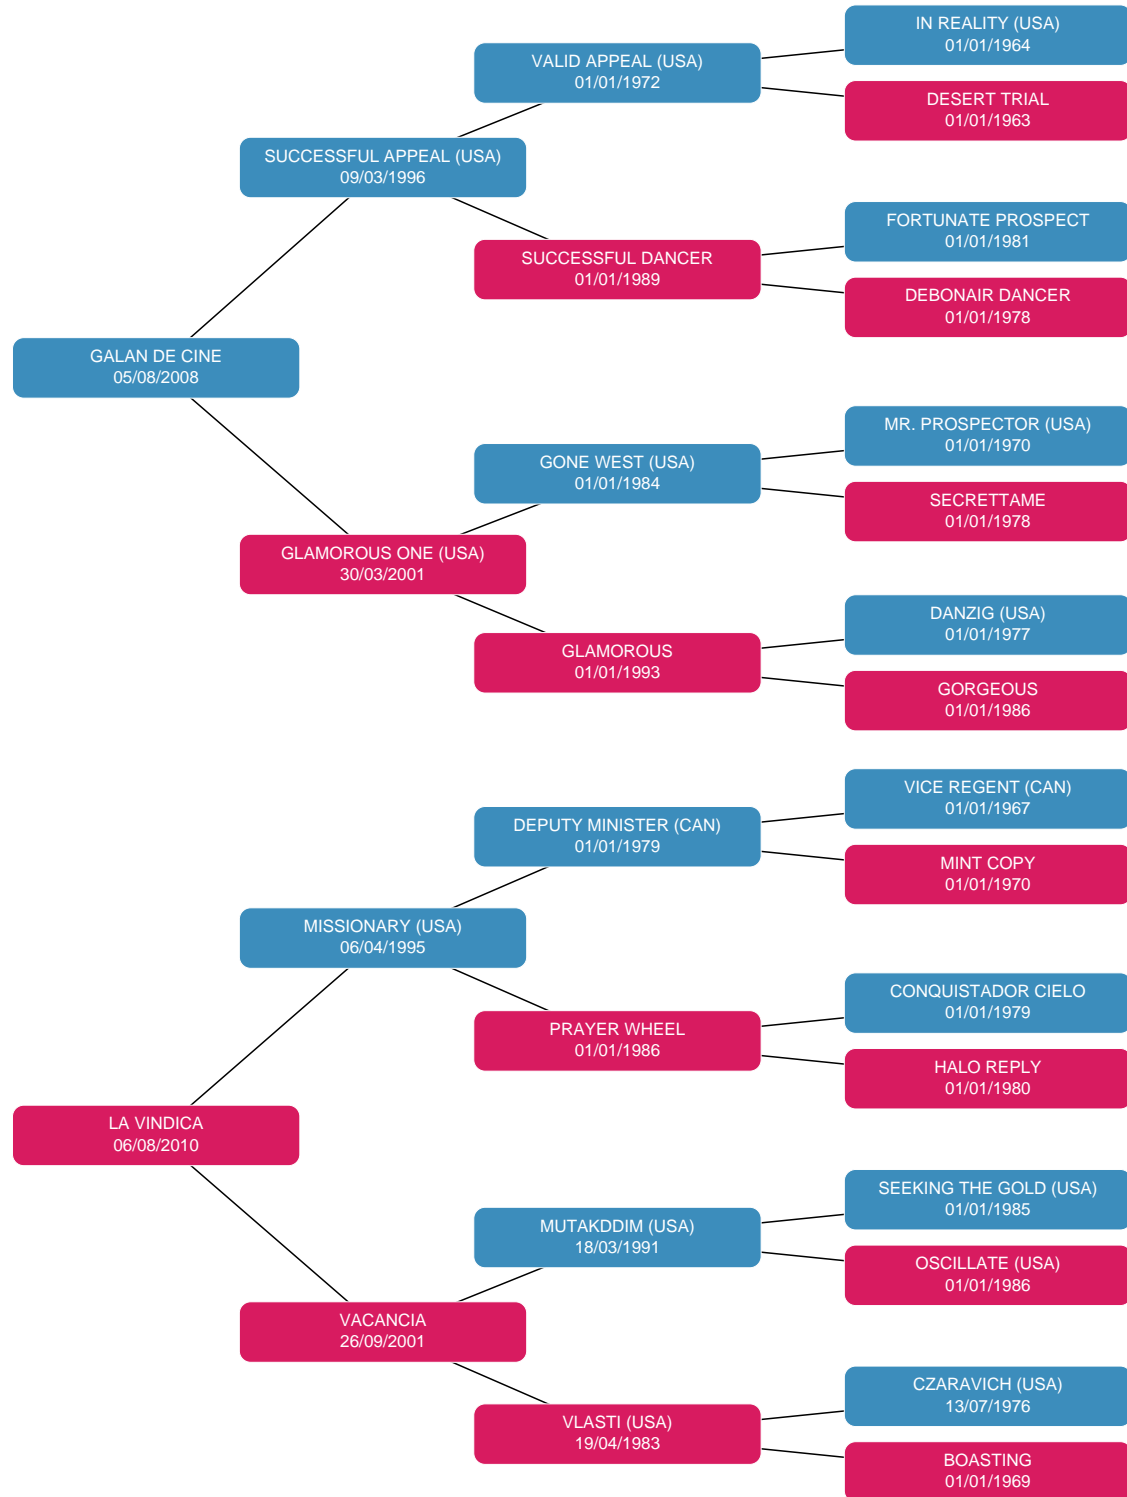 IN REALITY (USA)
01/01/1964
VALID APPEAL (USA)
01/01/1972
DESERT TRIAL
01/01/1963
SUCCESSFUL APPEAL (USA)
09/03/1996
FORTUNATE PROSPECT
01/01/1981
SUCCESSFUL DANCER
01/01/1989
DEBONAIR DANCER
01/01/1978
GALAN DE CINE
05/08/2008
MR. PROSPECTOR (USA)
01/01/1970
GONE WEST (USA)
01/01/1984
SECRETTAME
01/01/1978
GLAMOROUS ONE (USA)
30/03/2001
DANZIG (USA)
01/01/1977
GLAMOROUS
01/01/1993
GORGEOUS
01/01/1986
VICE REGENT (CAN)
01/01/1967
DEPUTY MINISTER (CAN)
01/01/1979
MINT COPY
01/01/1970
MISSIONARY (USA)
06/04/1995
CONQUISTADOR CIELO
01/01/1979
PRAYER WHEEL
01/01/1986
HALO REPLY
01/01/1980
LA VINDICA
06/08/2010
SEEKING THE GOLD (USA)
01/01/1985
MUTAKDDIM (USA)
18/03/1991
OSCILLATE (USA)
01/01/1986
VACANCIA
26/09/2001
CZARAVICH (USA)
13/07/1976
VLASTI (USA)
19/04/1983
BOASTING
01/01/1969